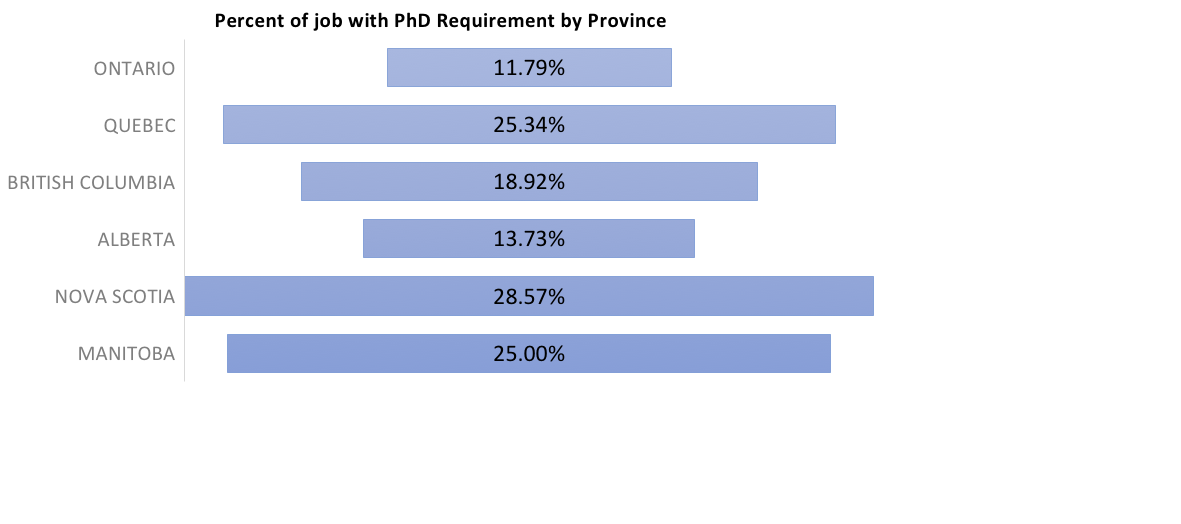 Percent of job with PhD Requirement by Province
ONTARIO 11.79%
QUEBEC 25.34%
BRITISH COLUMBIA 18.92%
ALBERTA 13.73%
NOVA SCOTIA 28.57%
MANITOBA 25.00%